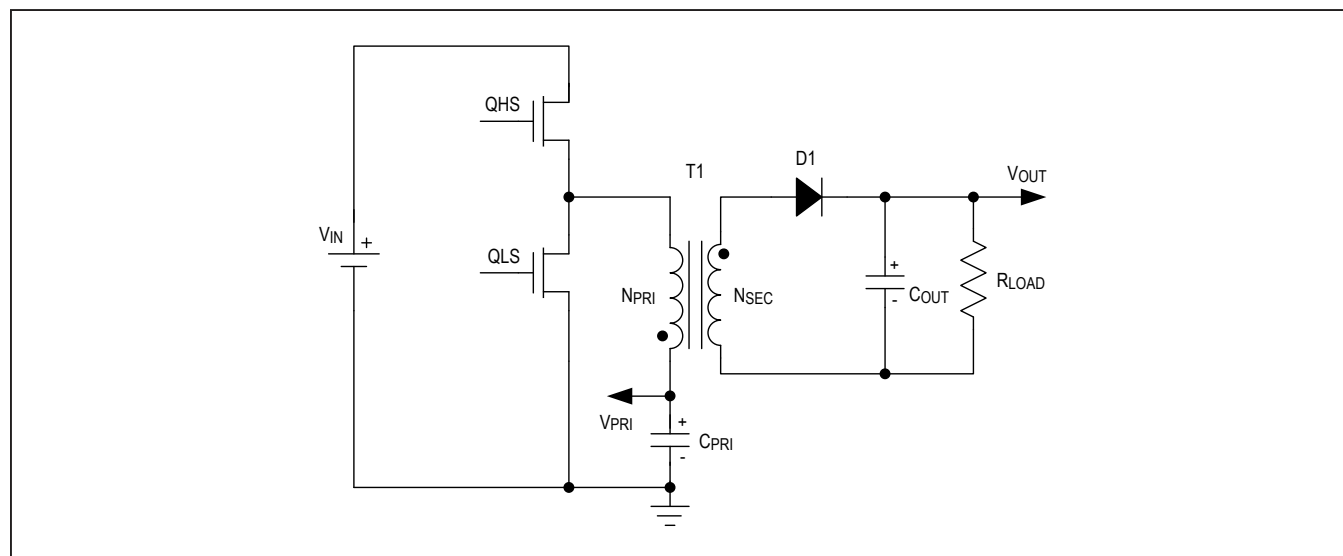 QHS
T1
D1
VOUT
VIN
+
QLS
NPRI
NSEC
+
COUT
-
RLOAD
VPRI
+
CPRI
-